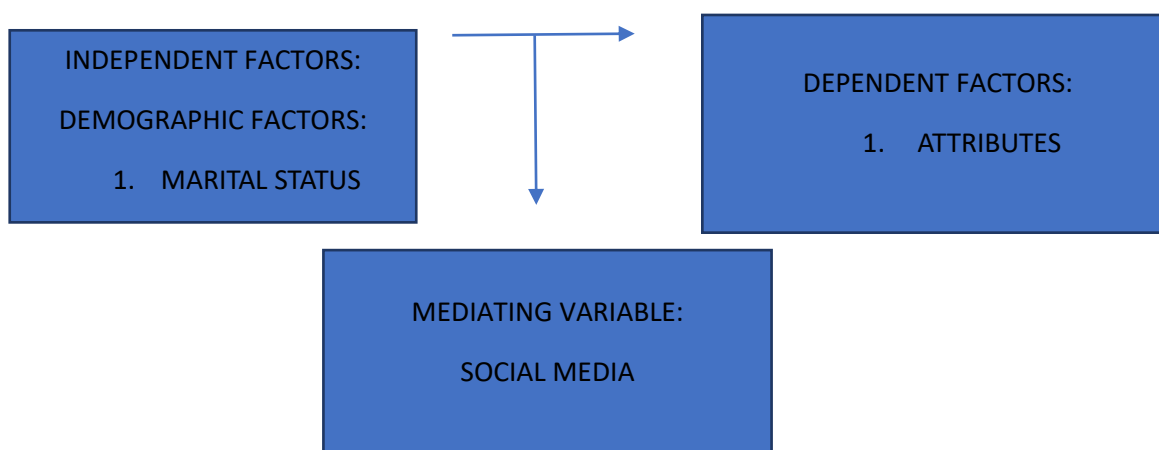 INDEPENDENT FACTORS:
DEMOGRAPHIC FACTORS:
1. MARITAL STATUS
DEPENDENT FACTORS:
1. ATTRIBUTES
MEDIATING VARIABLE:
SOCIAL MEDIA